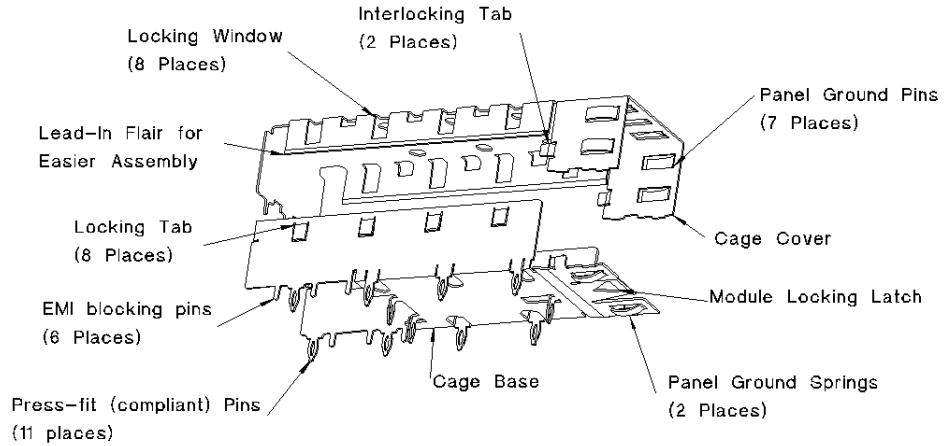 Interlocking Tab
(2 Places)
Locking Window
(8 Places)
Panel Ground Pins
(7 Places)
Lead-In Flair for
Easier Assembly
Locking Tab
(8 Places)
Cage Cover
EMI blocking pins
(6 Places)
Module Locking Latch
Cage Base
Panel Ground Springs
(2 Places)
Press-fit (compliant) Pins
(11 places)